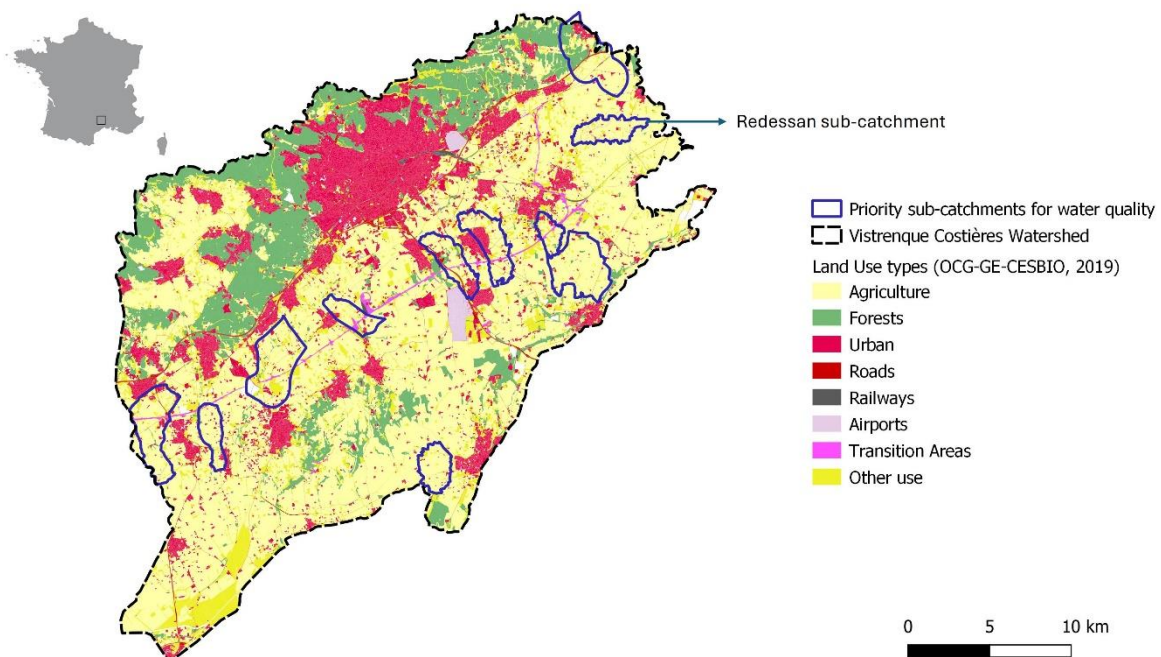 Redessan sub-catchment
Priority sub-catchments for water quality
Vistrenque Costières Watershed
Land Use types (OCG-GE-CESBIO, 2019)
Agriculture
Forests
Urban
Roads
Railways
Airports
Transition Areas
Other use
0 5 10 km